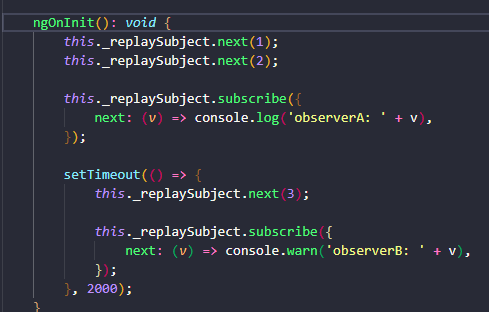 ngOnInit(): void {
this._replaySubject.next(1);
this._replaySubject.next(2);
this._replaySubject.subscribe({
next: (v) => console.log('observerA: ' + v),
});
setTimeout(() => {
this._replaySubject.next(3);
this._replaySubject.subscribe({
next: (v) => console.warn('observerB: ' + v),
});
}, 2000);
}